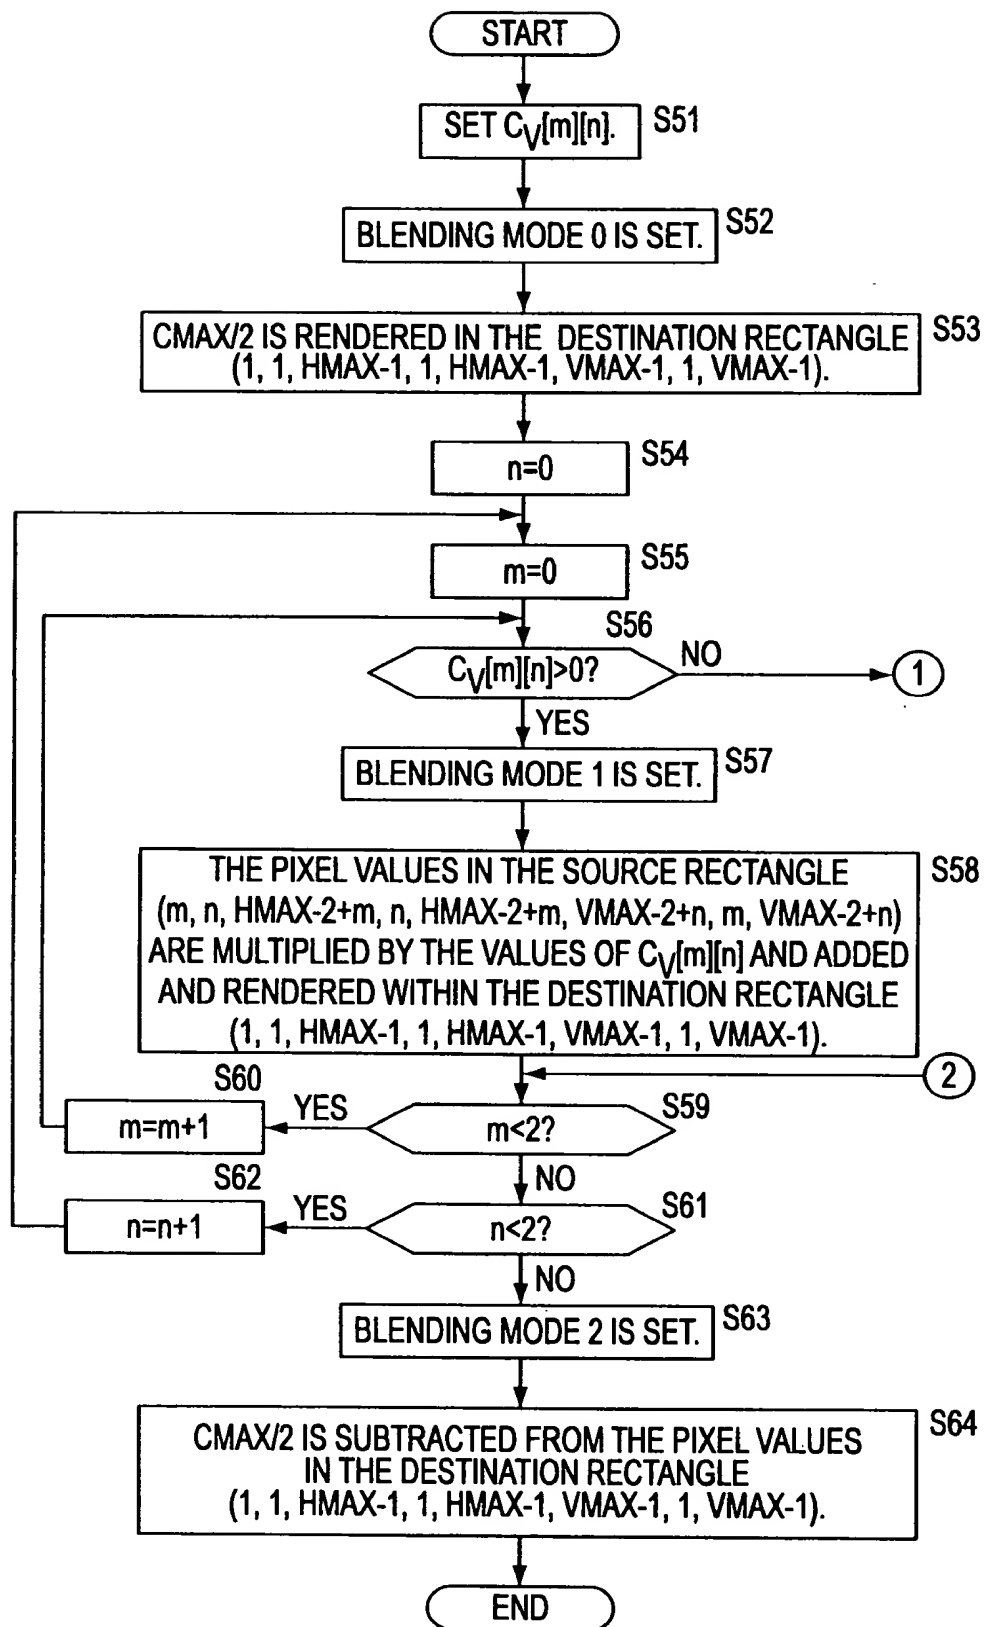 START
SET CV[m][n].
S51
BLENDING MODE 0 IS SET.
S52
CMAX/2 IS RENDERED IN THE DESTINATION RECTANGLE
(1, 1, HMAX-1, 1, HMAX-1, VMAX-1, 1, VMAX-1).
S53
n=0
S54
m=0
S55
S56
CV[m][n]>0?
NO
1
YES
BLENDING MODE 1 IS SET.
S57
THE PIXEL VALUES IN THE SOURCE RECTANGLE
(m, n, HMAX-2+m, n, HMAX-2+m, VMAX-2+n, m, VMAX-2+n)
ARE MULTIPLIED BY THE VALUES OF CV[m][n] AND ADDED
AND RENDERED WITHIN THE DESTINATION RECTANGLE
(1, 1, HMAX-1, 1, HMAX-1, VMAX-1, 1, VMAX-1).
S58
2
S60
m=m+1
YES
m<2?
S59
NO
S62
n=n+1
YES
n<2?
S61
NO
BLENDING MODE 2 IS SET.
S63
CMAX/2 IS SUBTRACTED FROM THE PIXEL VALUES
IN THE DESTINATION RECTANGLE
(1, 1, HMAX-1, 1, HMAX-1, VMAX-1, 1, VMAX-1).
S64
END